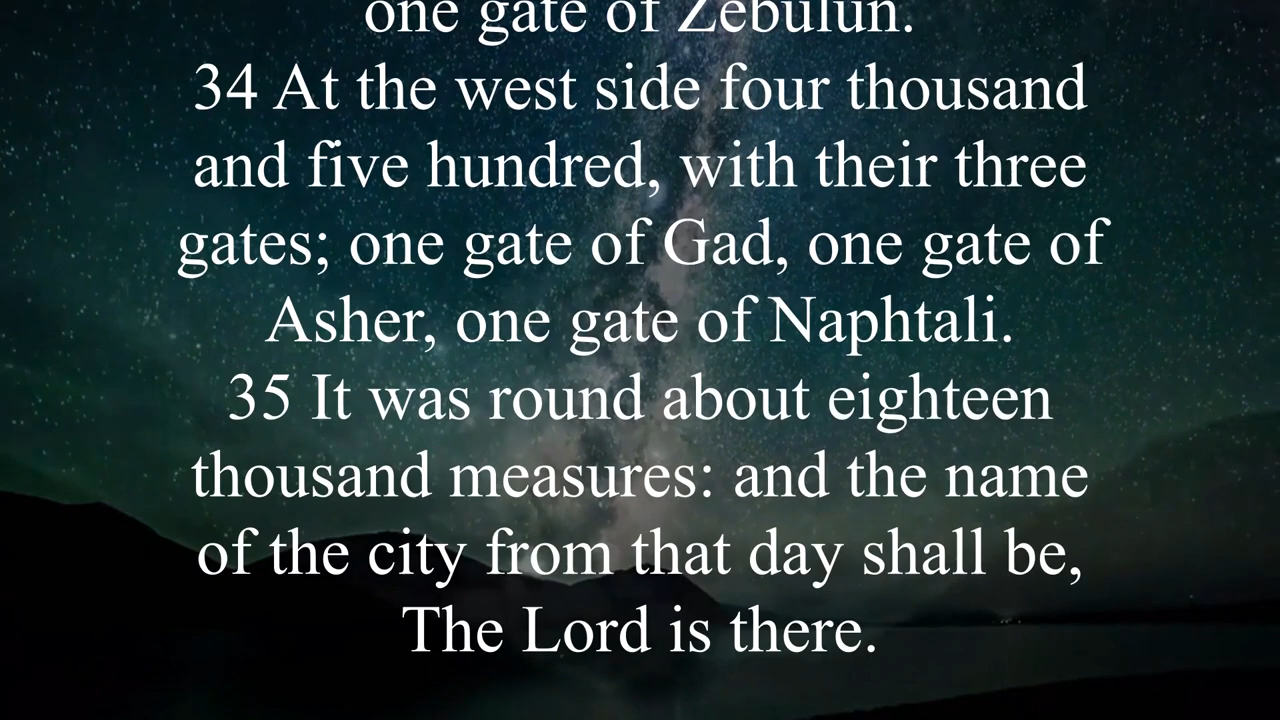 one gate of Zebulun.
34 At the west side four thousand
and five hundred, with their three
gates; one gate of Gad, one gate of
Asher, one gate of Naphtali.
35 It was round about eighteen
thousand measures: and the name
of the city from that day shall be,
The Lord is there.